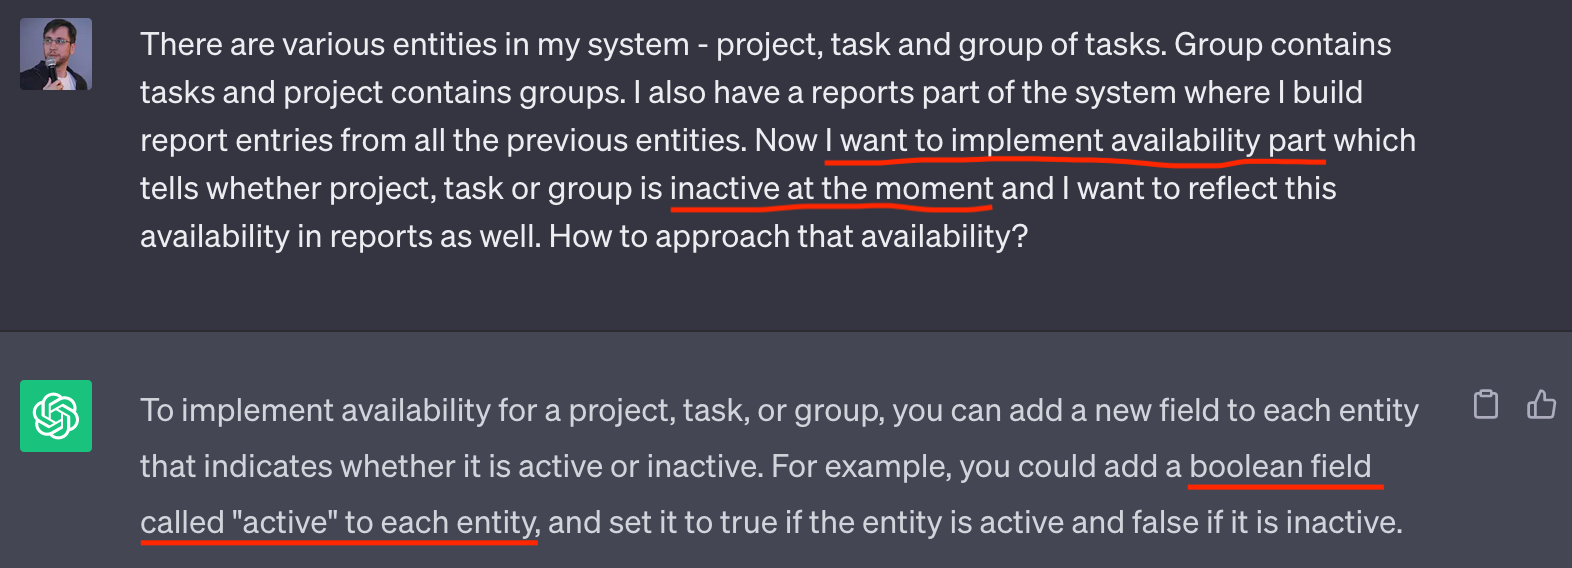 There are various entities in my system - project, task and group of tasks. Group contains
tasks and project contains groups. I also have a reports part of the system where I build
report entries from all the previous entities. Now I want to implement availability part which
tells whether project, task or group is inactive at the moment and I want to reflect this
availability in reports as well. How to approach that availability?
To implement availability for a project, task, or group, you can add a new field to each entity
that indicates whether it is active or inactive. For example, you could add a boolean field
called "active" to each entity, and set it to true if the entity is active and false if it is inactive.